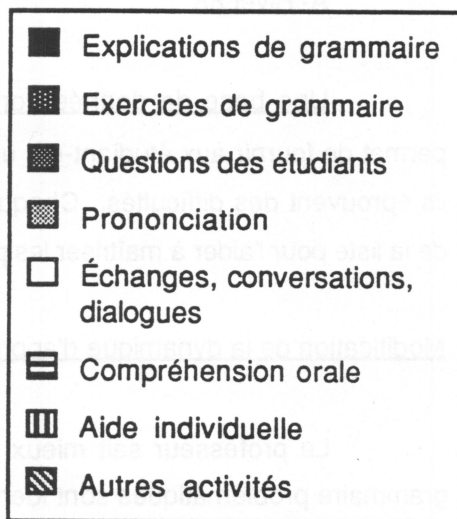 Explications de grammaire
Exercices de grammaire
Questions des étudiants
Prononciation
Échanges, conversations,
dialogues
Compréhension orale
Aide individuelle
Autres activités